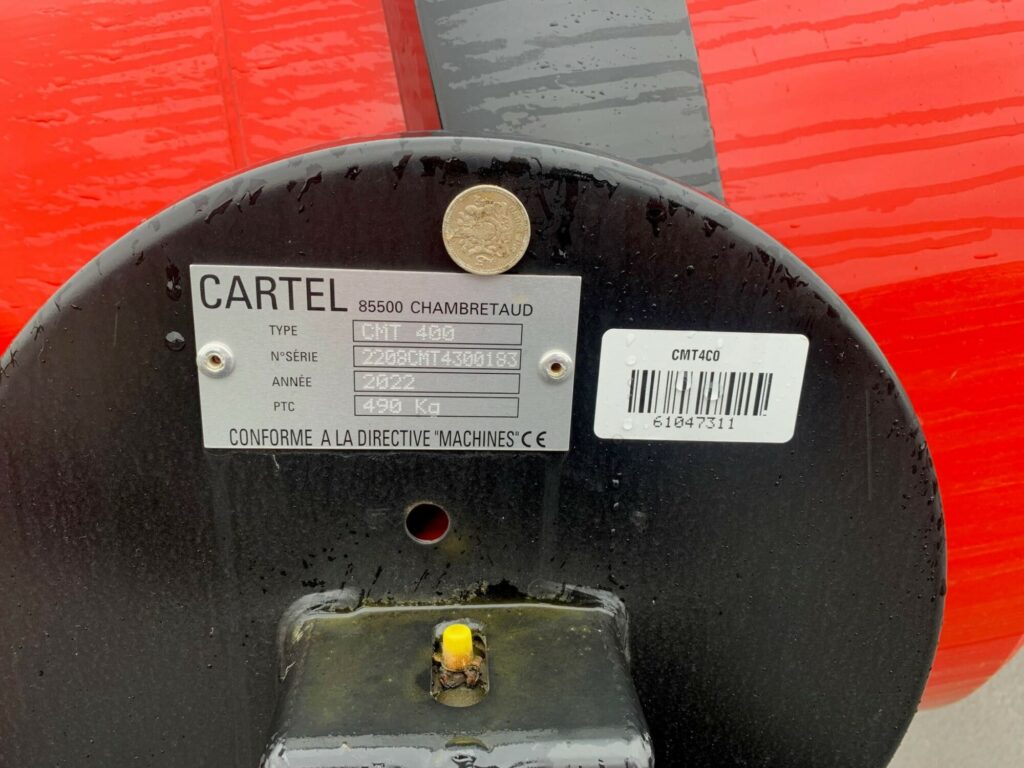 CARTEL 85500 CHAMBRETAUD
TYPE CMT 400
N°SÉRIE 2208CMT4300183
ANNÉE 2022
PTC 490 Kg
CONFORME A LA DIRECTIVE "MACHINES" CE
CMT4C0
61047311